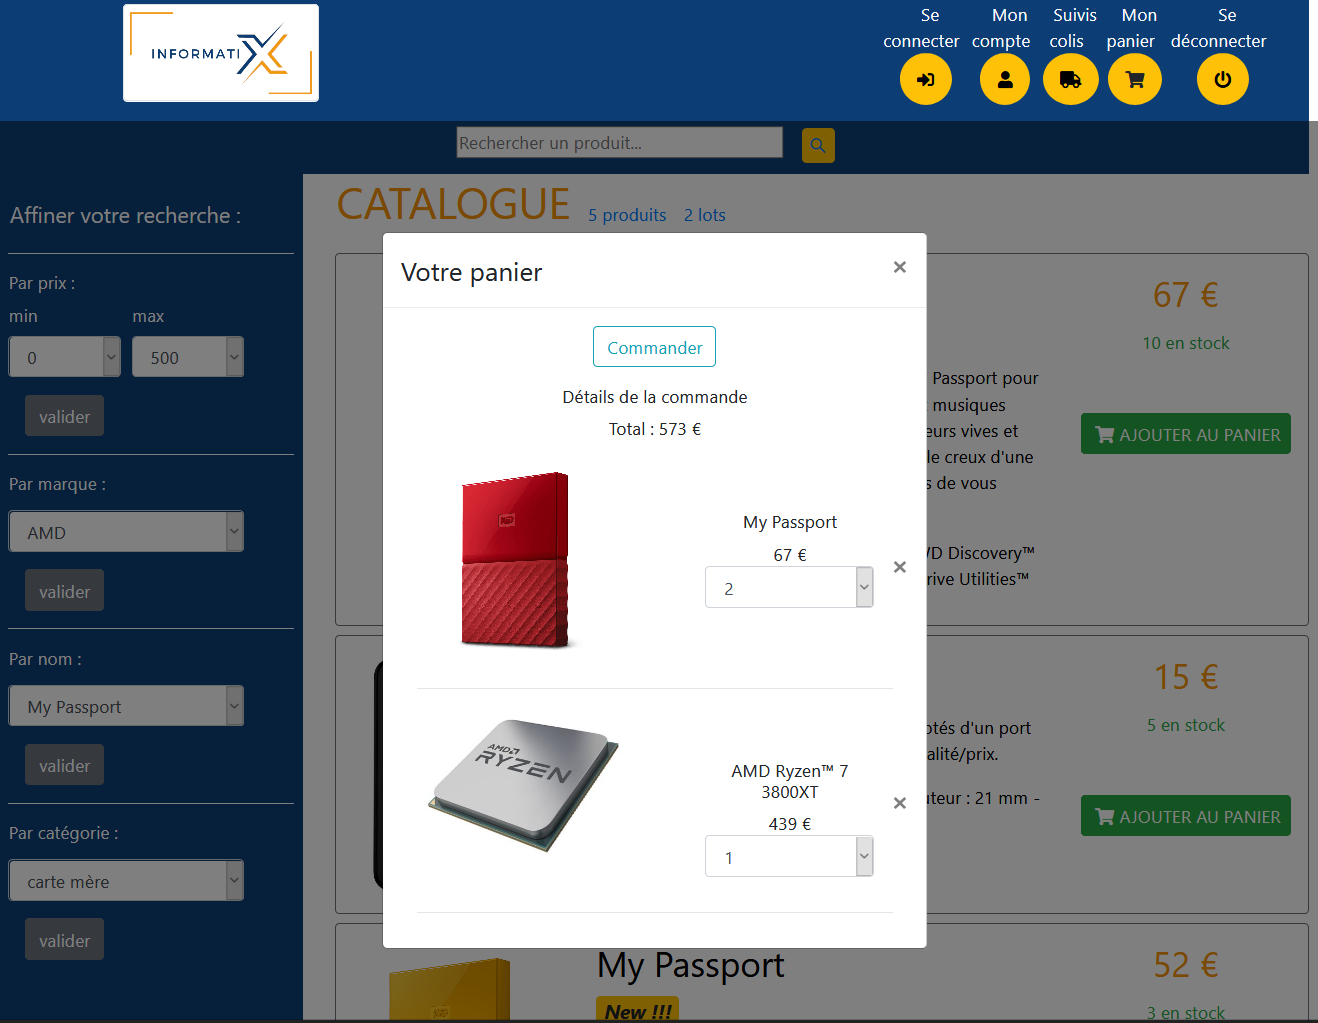 INFORMATI X
Se connecter
Mon compte
Suivis colis
Mon panier
Se déconnecter
Rechercher un produit...
Affiner votre recherche :
Par prix :
min max
0 500
valider
Par marque :
AMD
valider
Par nom :
My Passport
valider
Par catégorie :
carte mère
valider
CATALOGUE 5 produits 2 lots
Votre panier ×
Commander
Détails de la commande
Total : 573 €
My Passport
67 €
2
×
AMD
RYZEN
AMD Ryzen™ 7
3800XT
439 €
1
×
67 €
10 en stock
Passport pour
musiques
eurs vives et
le creux d'une
s de vous
AJOUTER AU PANIER
D Discovery™
rive Utilities™
15 €
5 en stock
otés d'un port
alité/prix.
uteur : 21 mm -
AJOUTER AU PANIER
My Passport
New !!!
52 €
3 en stock